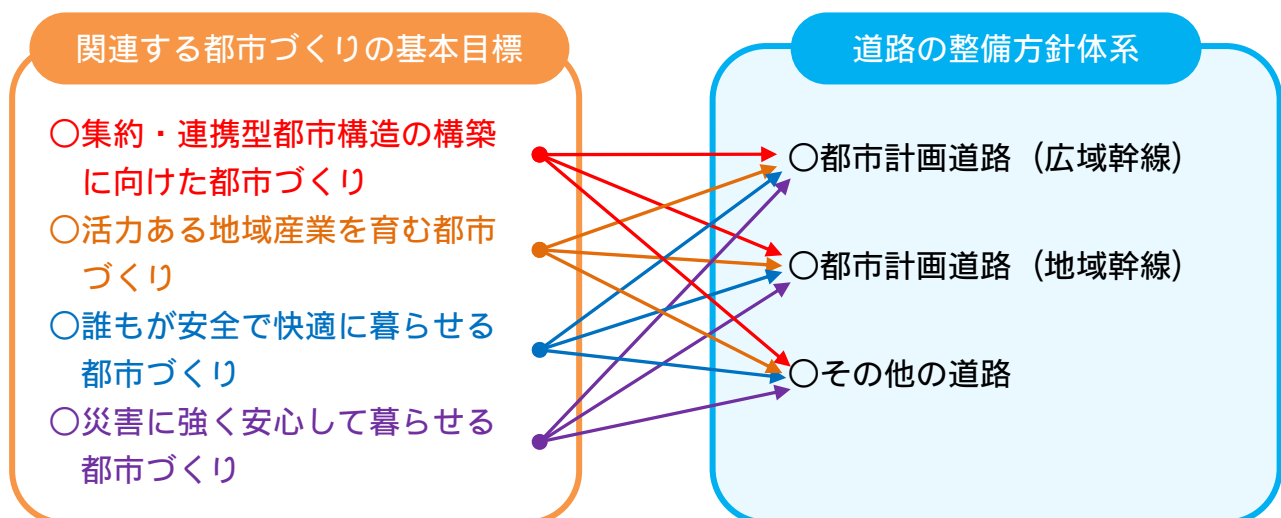 関連する都市づくりの基本目標
〇集約・連携型都市構造の構築
に向けた都市づくり
〇活力ある地域産業を育む都市
づくり
〇誰もが安全で快適に暮らせる
都市づくり
〇災害に強く安心して暮らせる
都市づくり
道路の整備方針体系
〇都市計画道路（広域幹線）
〇都市計画道路（地域幹線）
〇その他の道路